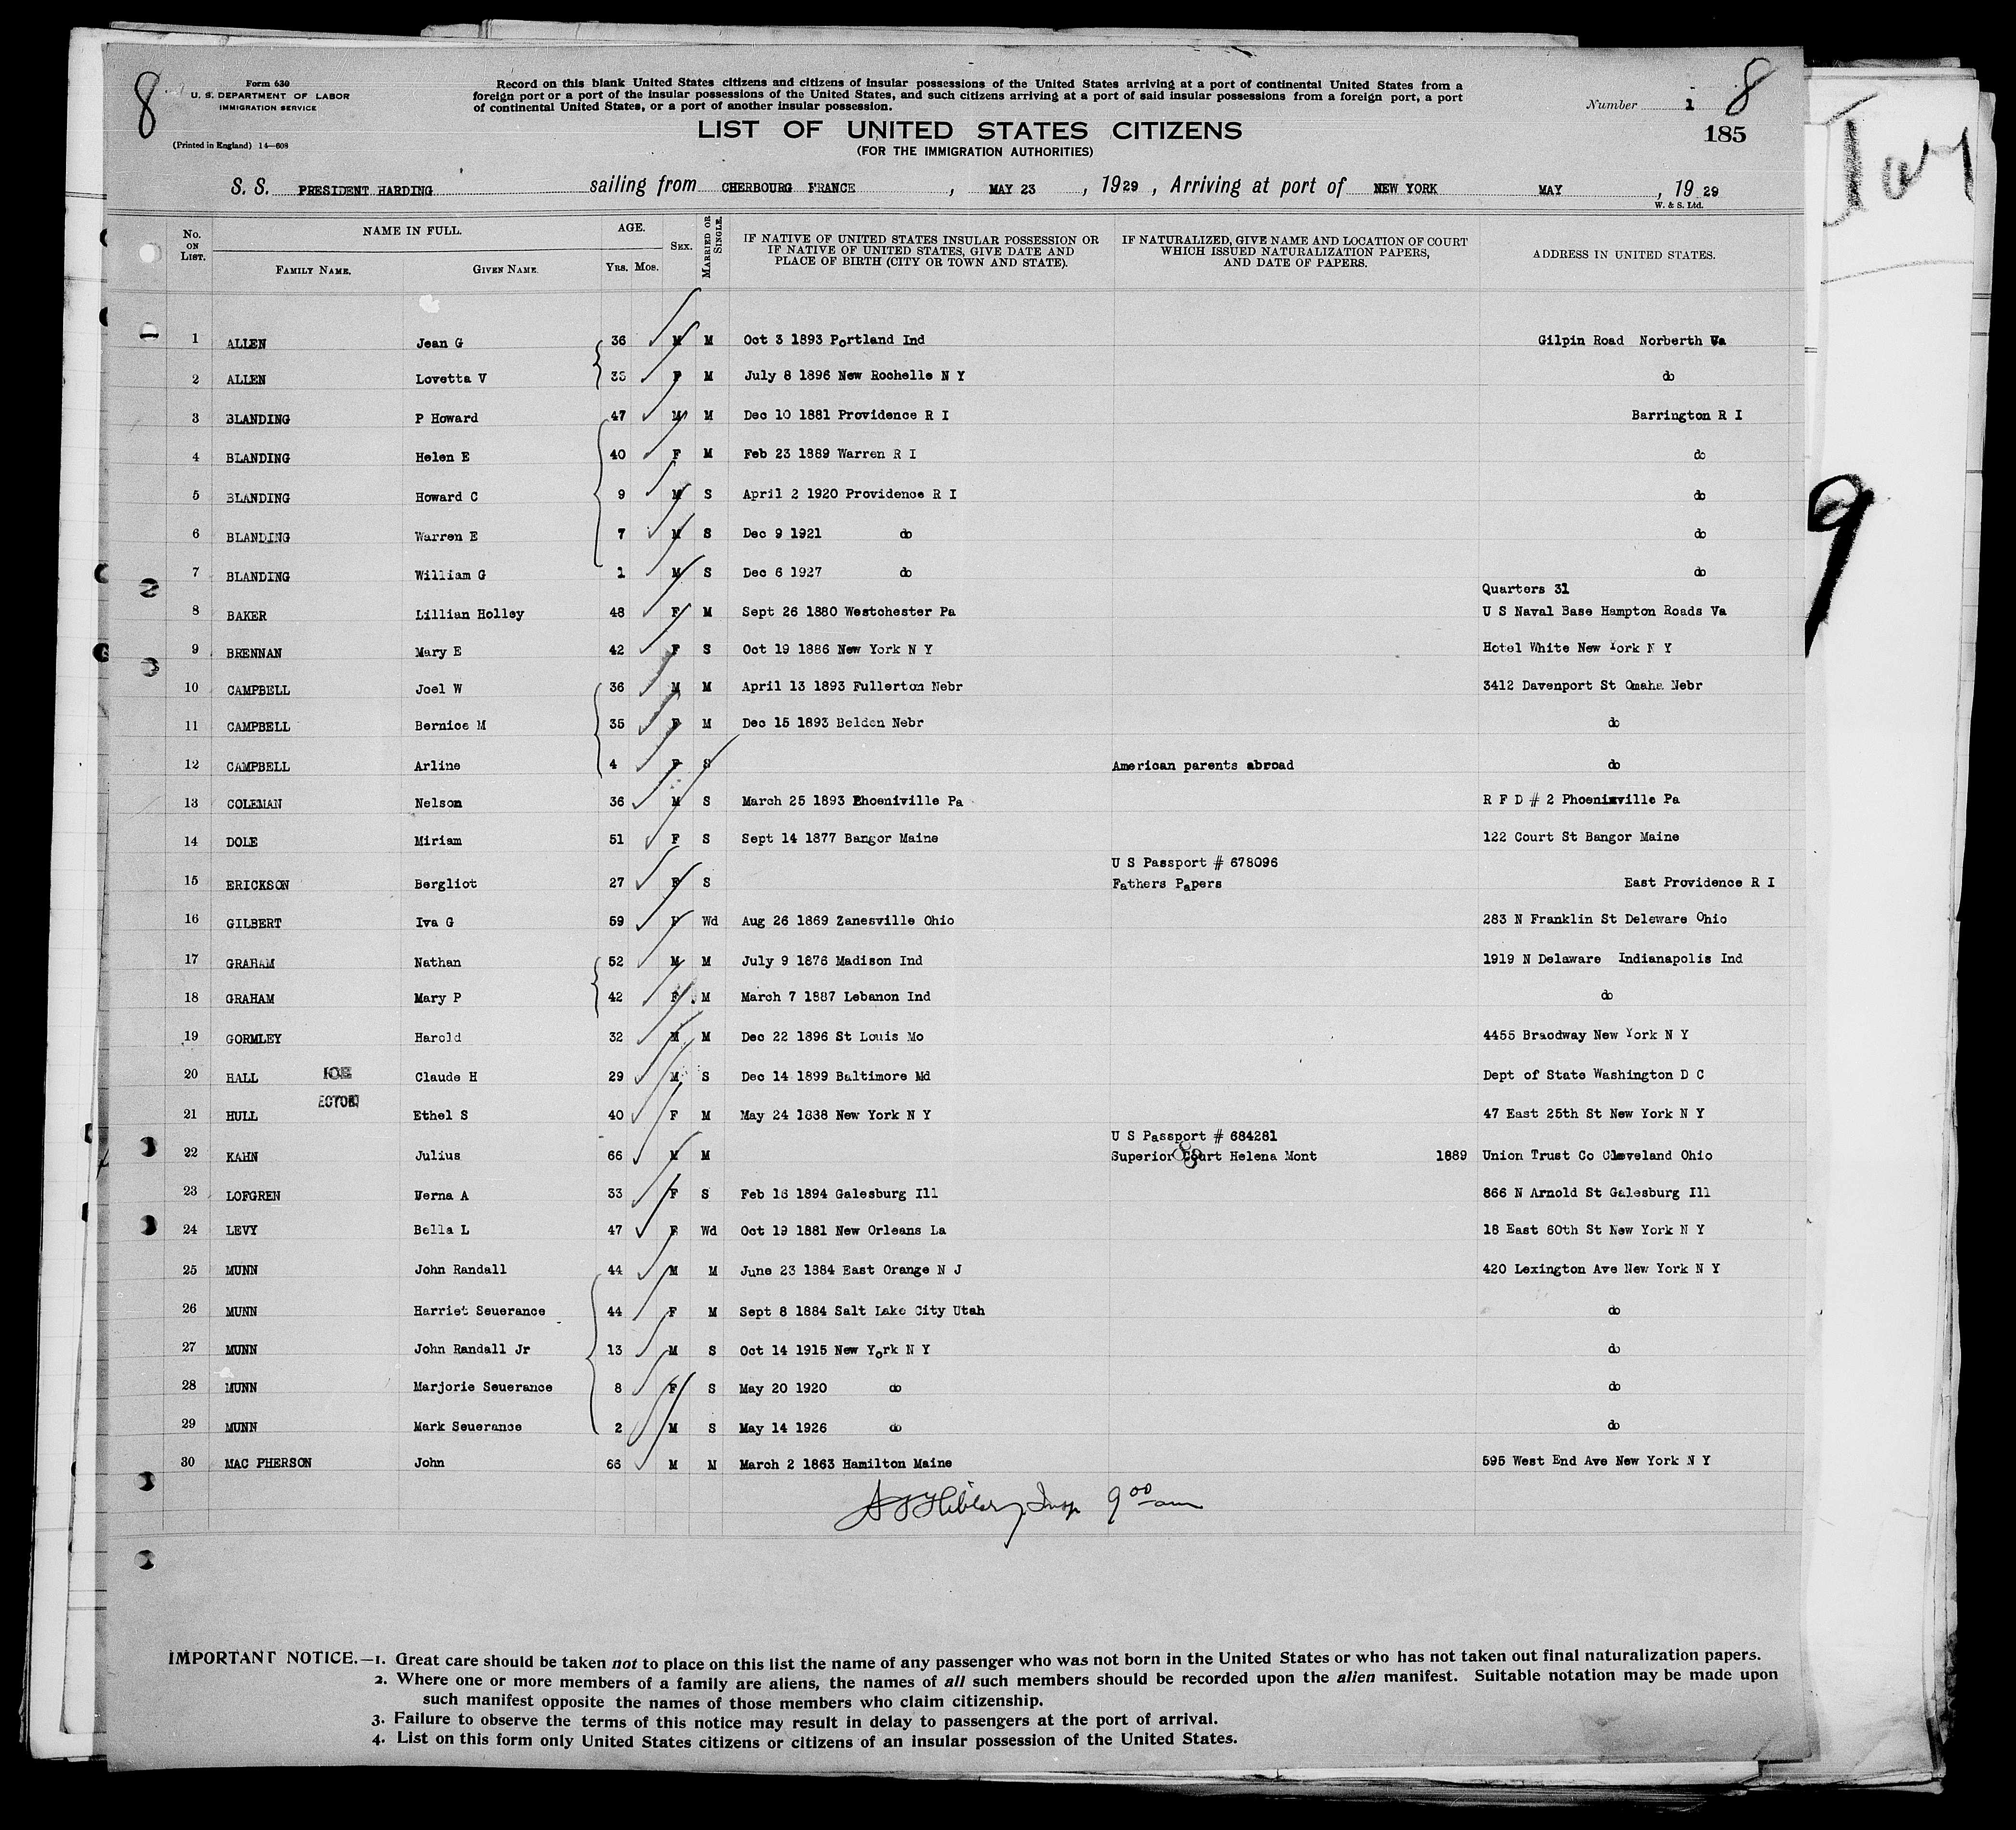 8
Form 630
U. S. DEPARTMENT OF LABOR
IMMIGRATION SERVICE
(Printed in England) 14—608
Record on this blank United States citizens and citizens of insular possessions of the United States arriving at a port of continental United States from a
foreign port or a port of the insular possessions of the United States, and such citizens arriving at a port of said insular possessions from a foreign port, a port
of continental United States, or a port of another insular possession.
Number 1 8
185
LIST OF UNITED STATES CITIZENS
(FOR THE IMMIGRATION AUTHORITIES)
S. S. PRESIDENT HARDING sailing from CHERBOURG FRANCE , MAY 23 , 1929 , Arriving at port of NEW YORK MAY , 19 29
W. & S. Ltd.
No. ON LIST. NAME IN FULL. FAMILY NAME. GIVEN NAME. AGE. Yrs. Mos. SEX. MARRIED OR SINGLE. IF NATIVE OF UNITED STATES INSULAR POSSESSION OR IF NATIVE OF UNITED STATES, GIVE DATE AND PLACE OF BIRTH (CITY OR TOWN AND STATE). IF NATURALIZED, GIVE NAME AND LOCATION OF COURT WHICH ISSUED NATURALIZATION PAPERS, AND DATE OF PAPERS. ADDRESS IN UNITED STATES.
1 ALLEN Jean G 36 M M Oct 3 1893 Portland Ind Gilpin Road Norberth Va
2 ALLEN Lovetta V 33 F M July 8 1896 New Rochelle N Y do
3 BLANDING P Howard 47 M M Dec 10 1881 Providence R I Barrington R I
4 BLANDING Helen E 40 F M Feb 23 1889 Warren R I do
5 BLANDING Howard C 9 M S April 2 1920 Providence R I do
6 BLANDING Warren E 7 M S Dec 9 1921 do do
7 BLANDING William G 1 M S Dec 6 1927 do do
Quarters 31
8 BAKER Lillian Holley 48 F M Sept 26 1880 Westchester Pa U S Naval Base Hampton Roads Va
9 BRENNAN Mary E 42 F S Oct 19 1886 New York N Y Hotel White New York N Y
10 CAMPBELL Joel W 36 M M April 13 1893 Fullerton Nebr 3412 Davenport St Omaha Nebr
11 CAMPBELL Bernice M 35 F M Dec 15 1893 Belden Nebr do
12 CAMPBELL Arline 4 F S American parents abroad do
13 COLEMAN Nelson 36 M S March 25 1893 Phoeniville Pa R F D # 2 Phoenixville Pa
14 DOLE Miriam 51 F S Sept 14 1877 Bangor Maine 122 Court St Bangor Maine
U S Passport # 678096
15 ERICKSON Bergliot 27 F S Fathers Papers East Providence R I
16 GILBERT Iva G 59 F Wd Aug 26 1869 Zanesville Ohio 283 N Franklin St Deleware Ohio
17 GRAHAM Nathan 52 M M July 9 1876 Madison Ind 1919 N Delaware Indianapolis Ind
18 GRAHAM Mary P 42 F M March 7 1887 Lebanon Ind do
19 GORMLEY Harold 32 M M Dec 22 1896 St Louis Mo 4455 Braodway New York N Y
20 HALL Claude H 29 M S Dec 14 1899 Baltimore Md Dept of State Washington D C
ECTOR
21 HULL Ethel S 40 F M May 24 1838 New York N Y 47 East 25th St New York N Y
U S Passport # 684281
22 KAHN Julius 66 M M Superior Court Helena Mont 1889 Union Trust Co Cleveland Ohio
23 LOFGREN Verna A 33 F S Feb 16 1894 Galesburg Ill 866 N Arnold St Galesburg Ill
24 LEVY Bella L 47 F Wd Oct 19 1881 New Orleans La 18 East 60th St New York N Y
25 MUNN John Randall 44 M M June 23 1884 East Orange N J 420 Lexington Ave New York N Y
26 MUNN Harriet Seuerance 44 F M Sept 8 1884 Salt Lake City Utah do
27 MUNN John Randall Jr 13 M S Oct 14 1915 New York N Y do
28 MUNN Marjorie Seuerance 8 F S May 20 1920 do do
29 MUNN Mark Seuerance 2 M S May 14 1926 do do
30 MAC PHERSON John 66 M M March 2 1863 Hamilton Maine 595 West End Ave New York N Y
Insp 9 00 am
IMPORTANT NOTICE.—1. Great care should be taken not to place on this list the name of any passenger who was not born in the United States or who has not taken out final naturalization papers.
2. Where one or more members of a family are aliens, the names of all such members should be recorded upon the alien manifest. Suitable notation may be made upon
such manifest opposite the names of those members who claim citizenship.
3. Failure to observe the terms of this notice may result in delay to passengers at the port of arrival.
4. List on this form only United States citizens or citizens of an insular possession of the United States.
9